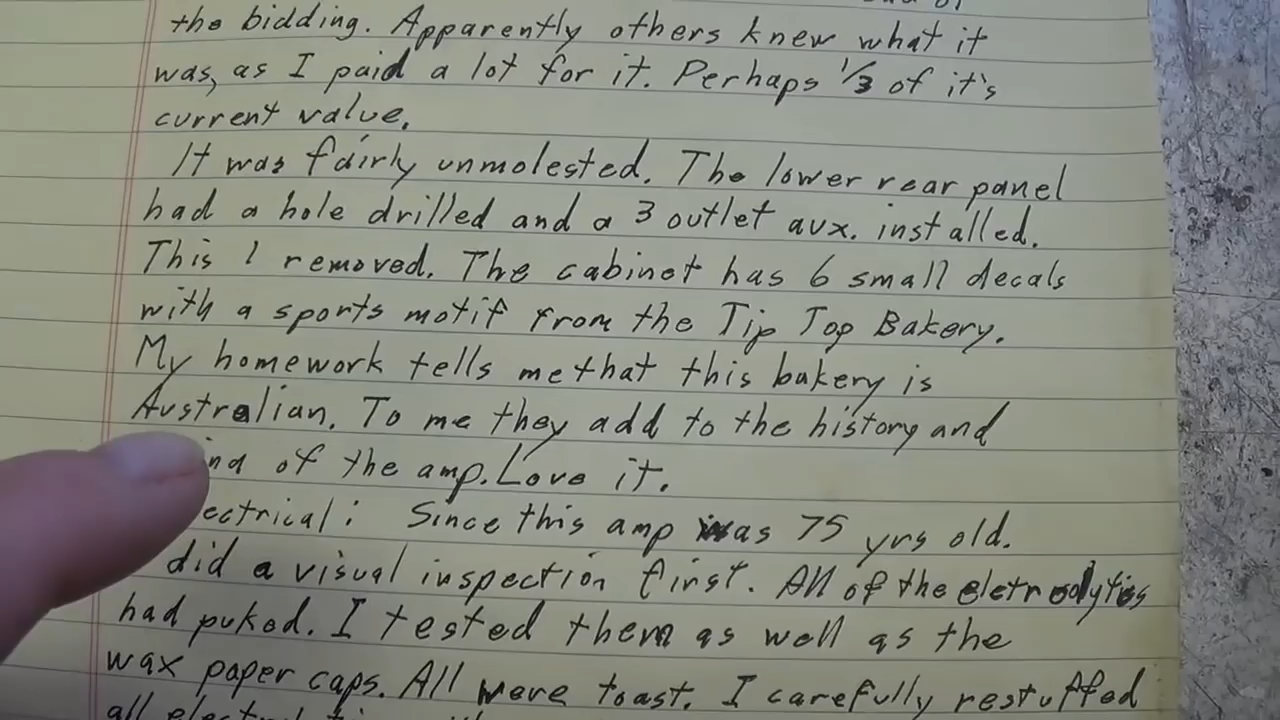 the bidding. Apparently others knew what it
was, as I paid a lot for it. Perhaps 1/3 of it's
current value.
It was fairly unmolested. The lower rear panel
had a hole drilled and a 3 outlet aux. installed.
This I removed. The cabinet has 6 small decals
with a sports motif from the Tip Top Bakery.
My homework tells me that this bakery is
Australian. To me they add to the history and
of the amp. Love it.
ectrical: Since this amp was 75 yrs old.
did a visual inspection first. All of the eletrodlytics
had puked. I tested them as well as the
wax paper caps. All were toast. I carefully restuffed
all